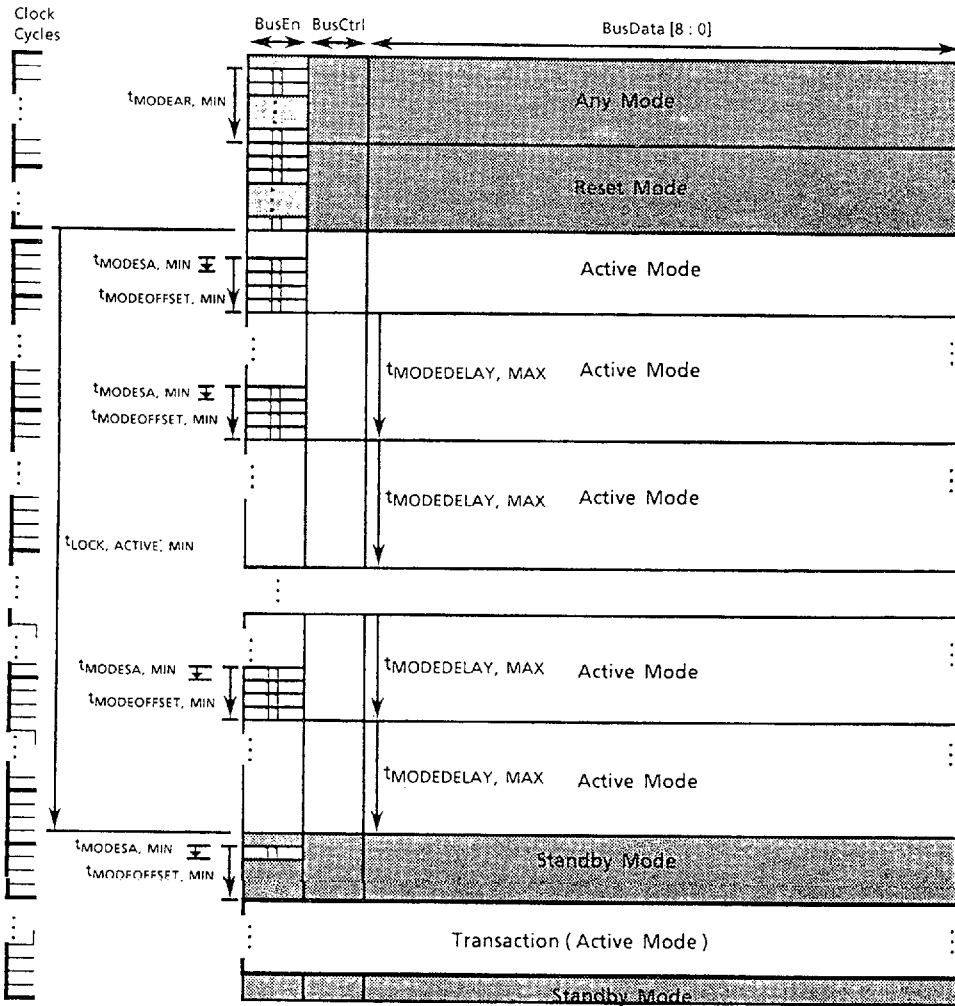 Clock
Cycles
BusEn BusCtrl BusData [8 : 0]
tMODEAR, MIN
Any Mode
Reset Mode
tMODESA, MIN
Active Mode
tMODEOFFSET, MIN
tMODEDELAY, MAX Active Mode
tMODESA, MIN
tMODEOFFSET, MIN
tMODEDELAY, MAX Active Mode
tLOCK, ACTIVE, MIN
tMODESA, MIN
tMODEDELAY, MAX Active Mode
tMODEOFFSET, MIN
tMODEDELAY, MAX Active Mode
tMODESA, MIN
Standby Mode
tMODEOFFSET, MIN
Transaction ( Active Mode )
Standby Mode